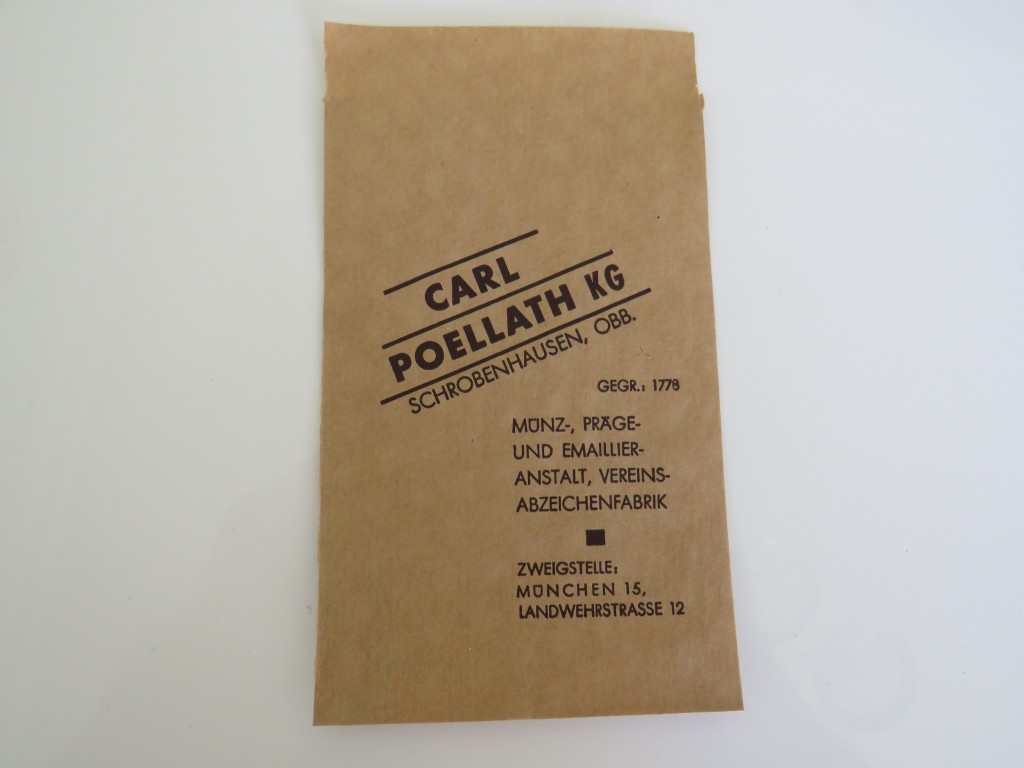 CARL
POELLATH KG
SCHROBENHAUSEN, OBB.
GEGR.: 1778
MÜNZ-, PRÄGE-
UND EMAILLIER-
ANSTALT, VEREINS-
ABZEICHENFABRIK
ZWEIGSTELLE:
MÜNCHEN 15,
LANDWEHRSTRASSE 12